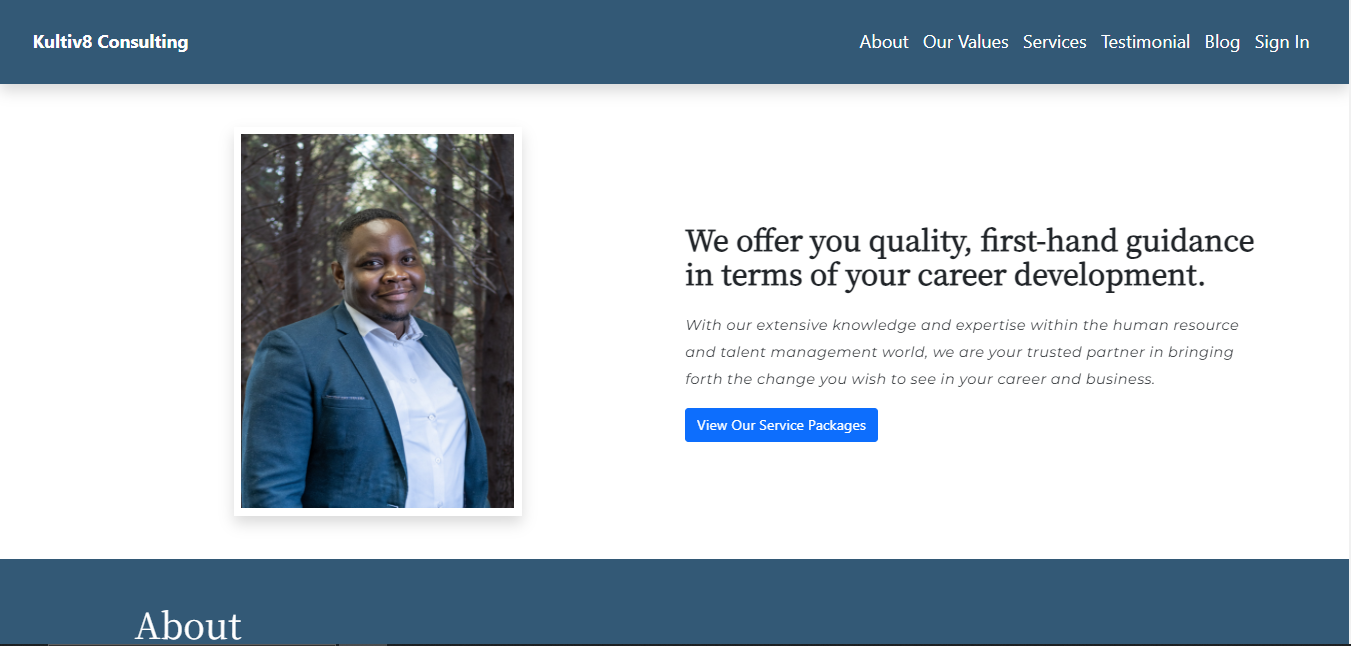 Kultiv8 Consulting
About Our Values Services Testimonial Blog Sign In
We offer you quality, first-hand guidance
in terms of your career development.
With our extensive knowledge and expertise within the human resource
and talent management world, we are your trusted partner in bringing
forth the change you wish to see in your career and business.
View Our Service Packages
About